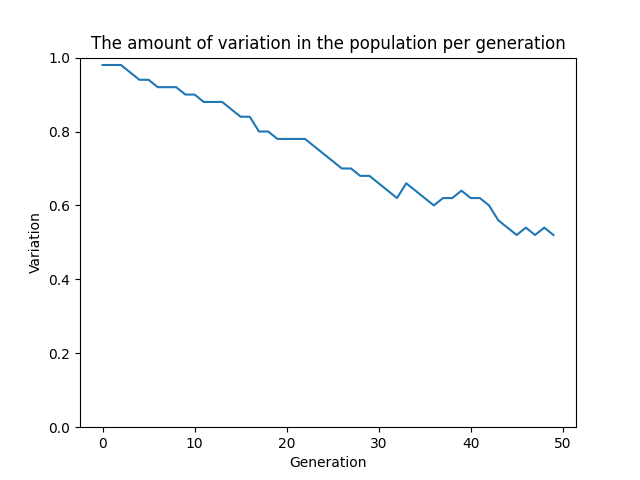 The amount of variation in the population per generation
1.0
0.8
0.6
0.4
0.2
0.0
Variation
0 10 20 30 40 50
Generation